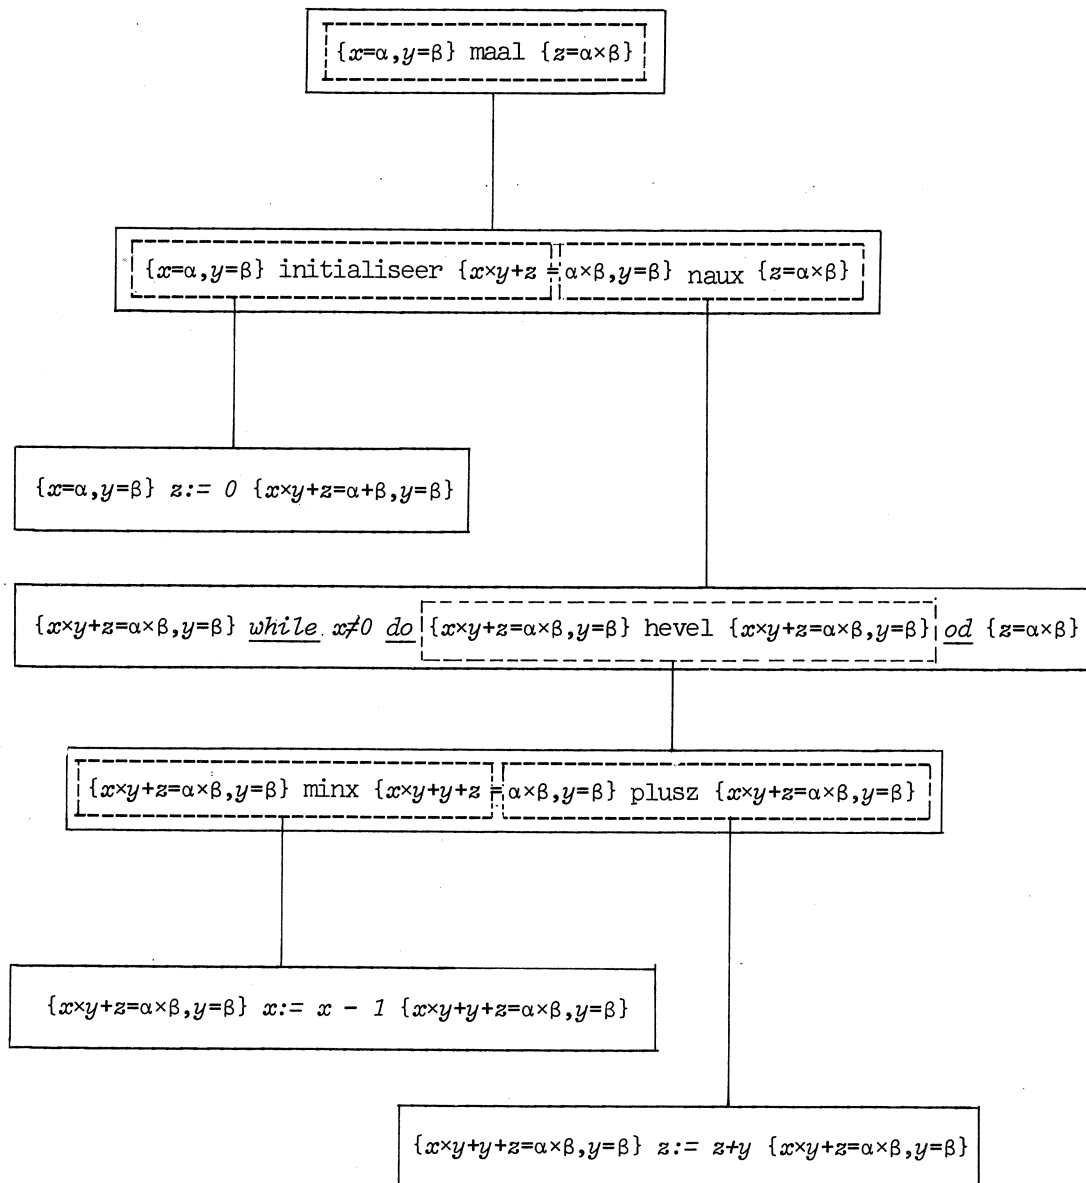 {x=α,y=β} maal {z=α×β}
{x=α,y=β} initialiseer {x×y+z = α×β,y=β} naux {z=α×β}
{x=α,y=β} z:= 0 {x×y+z=α+β,y=β}
{x×y+z=α×β,y=β} while x≠0 do {x×y+z=α×β,y=β} hevel {x×y+z=α×β,y=β} od {z=α×β}
{x×y+z=α×β,y=β} minx {x×y+y+z = α×β,y=β} plusz {x×y+z=α×β,y=β}
{x×y+z=α×β,y=β} x:= x - 1 {x×y+y+z=α×β,y=β}
{x×y+y+z=α×β,y=β} z:= z+y {x×y+z=α×β,y=β}